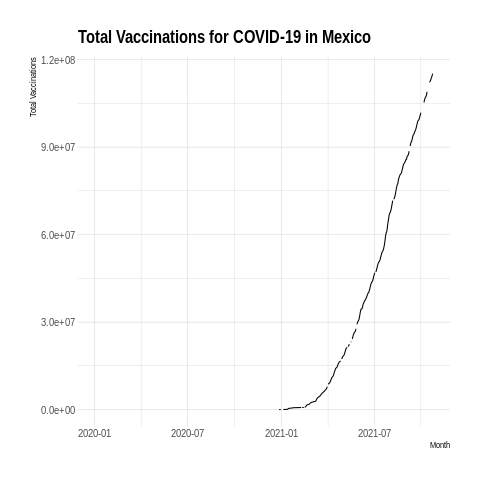 Total Vaccinations for COVID-19 in Mexico
Total Vaccinations
1.2e+08
9.0e+07
6.0e+07
3.0e+07
0.0e+00
2020-01 2020-07 2021-01 2021-07
Month